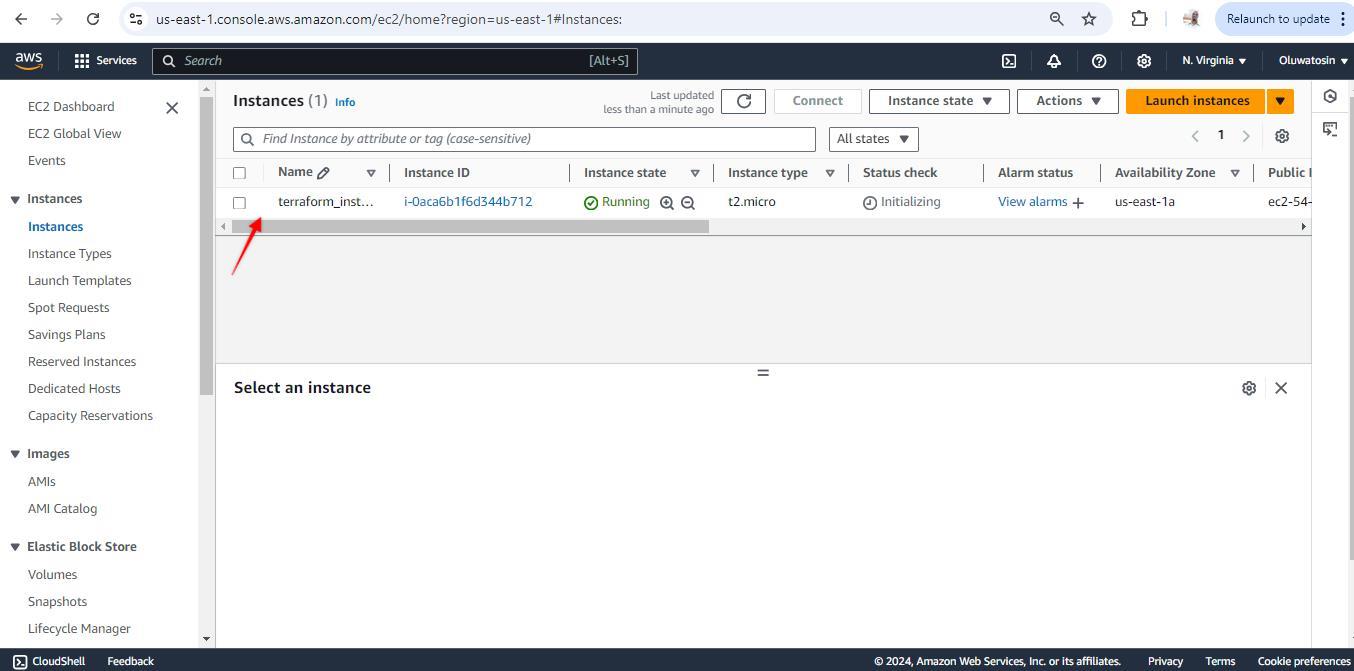 us-east-1.console.aws.amazon.com/ec2/home?region=us-east-1#Instances:
Relaunch to update
aws
Services
Search
[Alt+S]
N. Virginia
Oluwatosin
EC2 Dashboard
EC2 Global View
Events
Instances
Instances
Instance Types
Launch Templates
Spot Requests
Savings Plans
Reserved Instances
Dedicated Hosts
Capacity Reservations
Images
AMIs
AMI Catalog
Elastic Block Store
Volumes
Snapshots
Lifecycle Manager
Instances (1) Info
Last updated
less than a minute ago
Connect
Instance state
Actions
Launch instances
Find Instance by attribute or tag (case-sensitive)
All states
1
Name Instance ID Instance state Instance type Status check Alarm status Availability Zone Public I
terraform_inst... i-0aca6b1f6d344b712 Running t2.micro Initializing View alarms + us-east-1a ec2-54-
Select an instance
CloudShell Feedback © 2024, Amazon Web Services, Inc. or its affiliates. Privacy Terms Cookie preferences